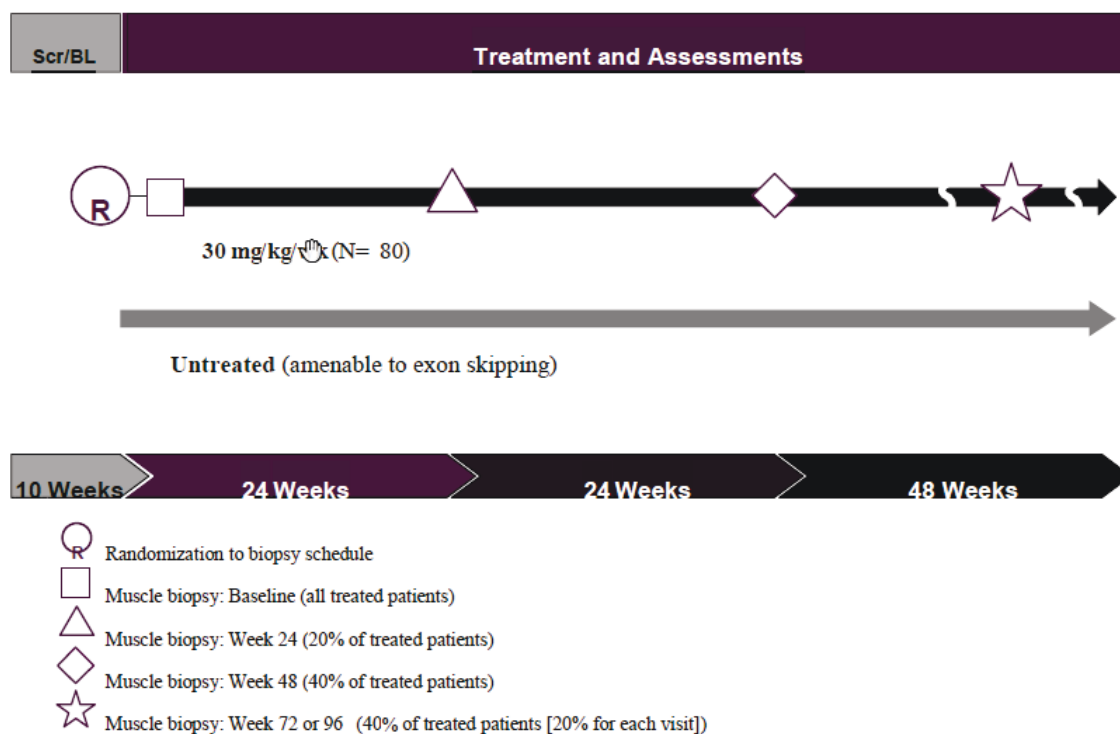 Scr/BL
Treatment and Assessments
R
30 mg/kg/ (N= 80)
Untreated (amenable to exon skipping)
10 Weeks
24 Weeks
24 Weeks
48 Weeks
R
Randomization to biopsy schedule
Muscle biopsy: Baseline (all treated patients)
Muscle biopsy: Week 24 (20% of treated patients)
Muscle biopsy: Week 48 (40% of treated patients)
Muscle biopsy: Week 72 or 96 (40% of treated patients [20% for each visit])